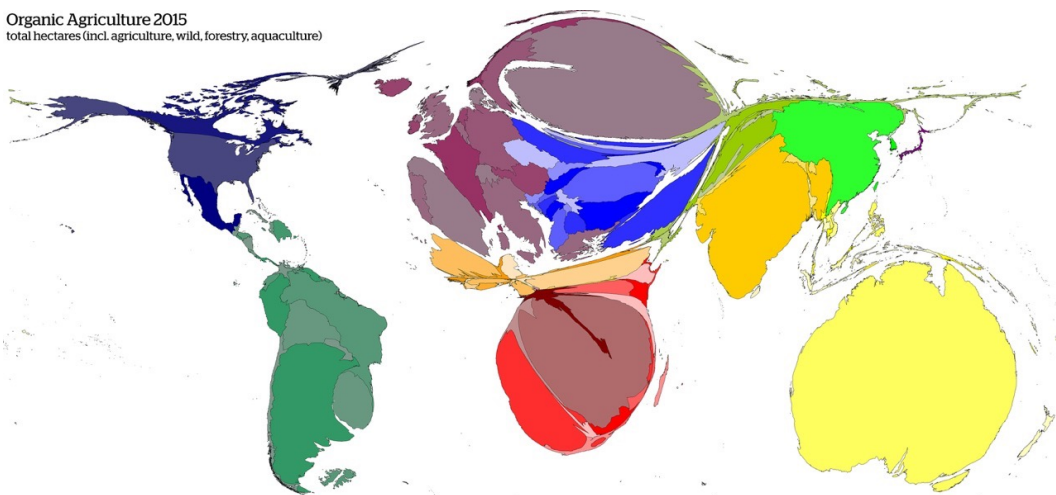 Organic Agriculture 2015
total hectares (incl. agriculture, wild, forestry, aquaculture)